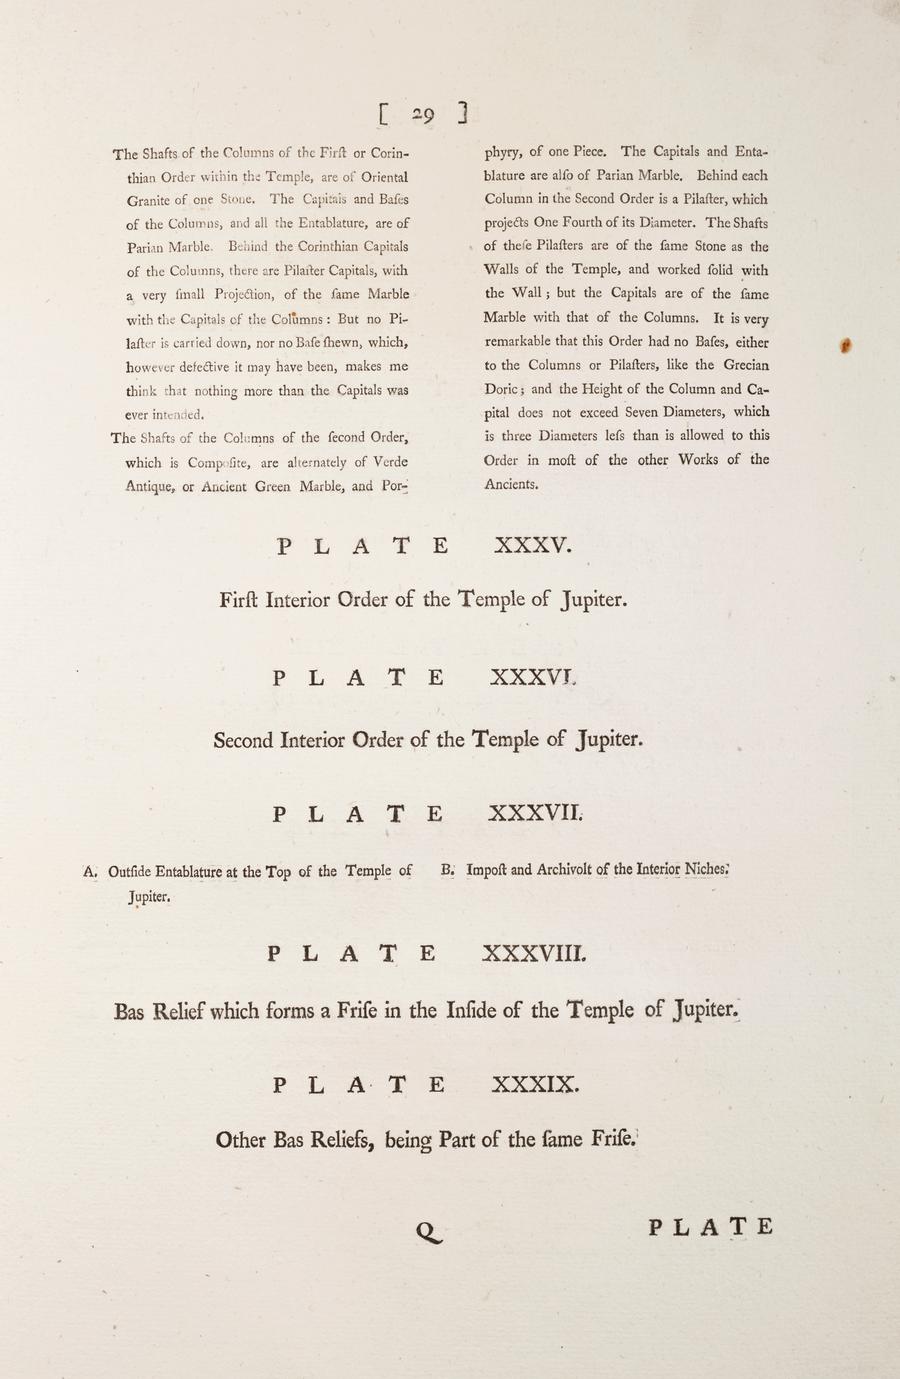 [ 29 ]
The Shafts of the Columns of the Firſt or Corin-
thian Order within the Temple, are of Oriental
Granite of one Stone. The Capitals and Baſes
of the Columns, and all the Entablature, are of
Parian Marble. Behind the Corinthian Capitals
of the Columns, there are Pilaſter Capitals, with
a very ſmall Projection, of the ſame Marble
with the Capitals of the Columns: But no Pi-
laſter is carried down, nor no Baſe ſhewn, which,
however defective it may have been, makes me
think that nothing more than the Capitals was
ever intended.
The Shafts of the Columns of the ſecond Order,
which is Compoſite, are alternately of Verde
Antique, or Ancient Green Marble, and Por-
phyry, of one Piece. The Capitals and Enta-
blature are alſo of Parian Marble. Behind each
Column in the Second Order is a Pilaſter, which
projects One Fourth of its Diameter. The Shafts
of theſe Pilaſters are of the ſame Stone as the
Walls of the Temple, and worked ſolid with
the Wall; but the Capitals are of the ſame
Marble with that of the Columns. It is very
remarkable that this Order had no Baſes, either
to the Columns or Pilaſters, like the Grecian
Doric; and the Height of the Column and Ca-
pital does not exceed Seven Diameters, which
is three Diameters leſs than is allowed to this
Order in moſt of the other Works of the
Ancients.
PLATE XXXV.
Firſt Interior Order of the Temple of Jupiter.
PLATE XXXVI.
Second Interior Order of the Temple of Jupiter.
PLATE XXXVII.
A. Outſide Entablature at the Top of the Temple of
Jupiter.
B. Impoſt and Archivolt of the Interior Niches.
PLATE XXXVIII.
Bas Relief which forms a Friſe in the Inſide of the Temple of Jupiter.
PLATE XXXIX.
Other Bas Reliefs, being Part of the ſame Friſe.
Q
PLATE